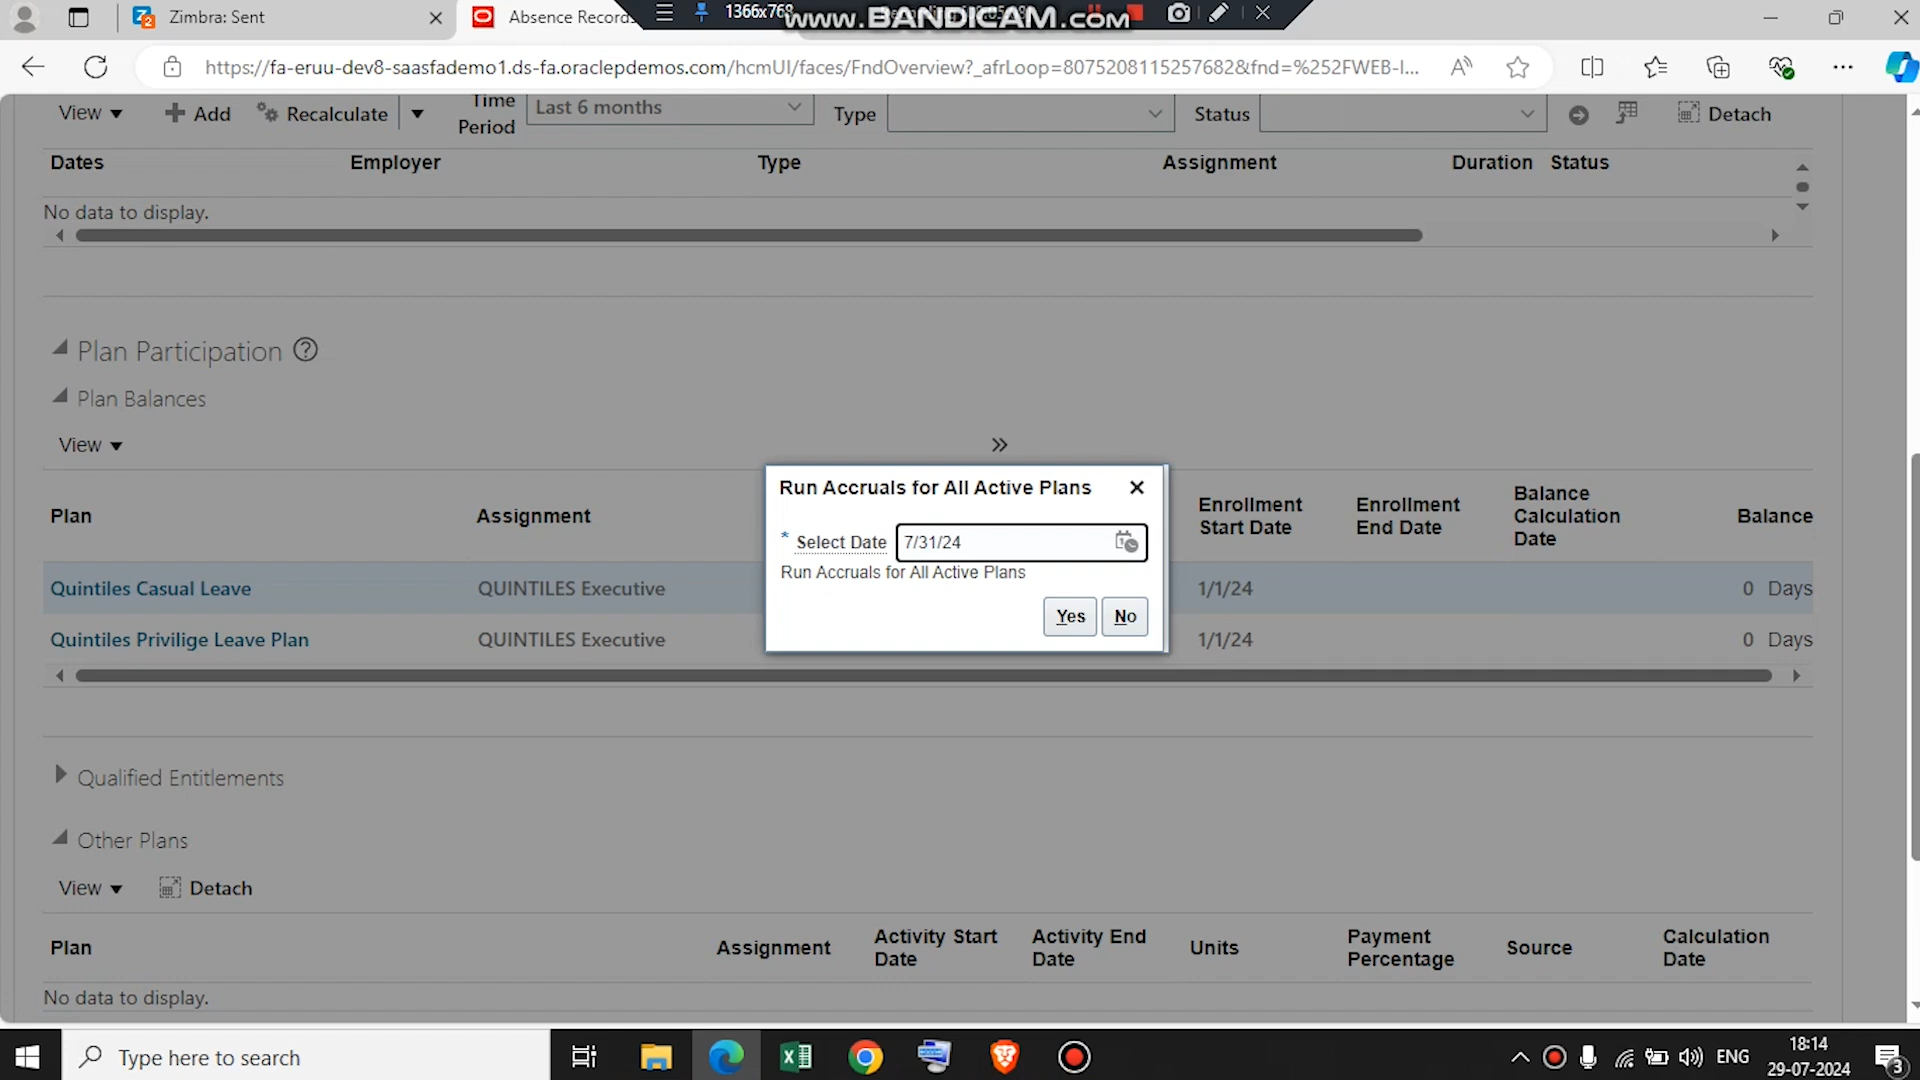 Zimbra: Sent
Absence Records
1366x768
www.BANDICAM.com
https://fa-eruu-dev8-saasfademo1.ds-fa.oraclepdemos.com/hcmUI/faces/FndOverview?_afrLoop=8075208115257682&fnd=%252FWEB-I...
View
Add
Recalculate
Time Period
Last 6 months
Type
Status
Detach
Dates Employer Type Assignment Duration Status
No data to display.
Plan Participation
Plan Balances
View
Plan Assignment Enrollment Start Date Enrollment End Date Balance Calculation Date Balance
Quintiles Casual Leave QUINTILES Executive 1/1/24 0 Days
Quintiles Privilige Leave Plan QUINTILES Executive 1/1/24 0 Days
Run Accruals for All Active Plans
* Select Date 7/31/24
Run Accruals for All Active Plans
Yes No
Qualified Entitlements
Other Plans
View Detach
Plan Assignment Activity Start Date Activity End Date Units Payment Percentage Source Calculation Date
No data to display.
Type here to search
ENG
18:14
29-07-2024
3